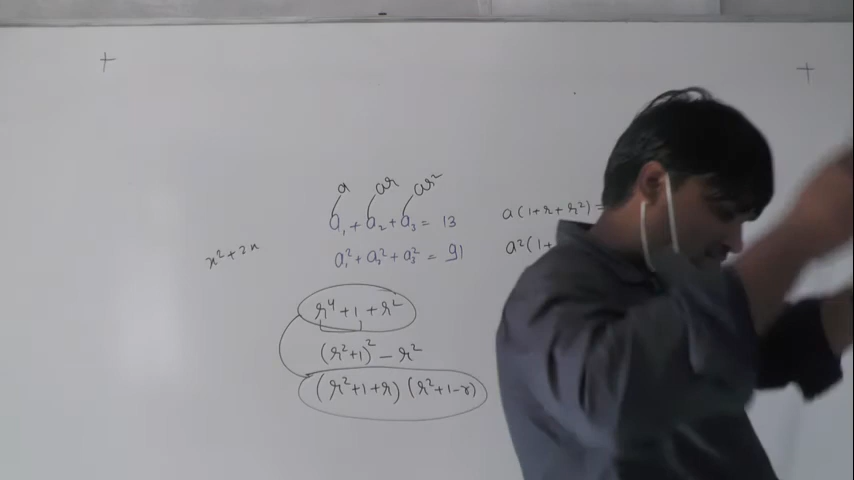 a ar ar²
a₁ + a₂ + a₃ = 13
a₁² + a₂² + a₃² = 91
a(1+r+r²) =
a²(1+
x²+2x
r⁴+1+r²
(r²+1)² - r²
(r²+1+r) (r²+1-r)